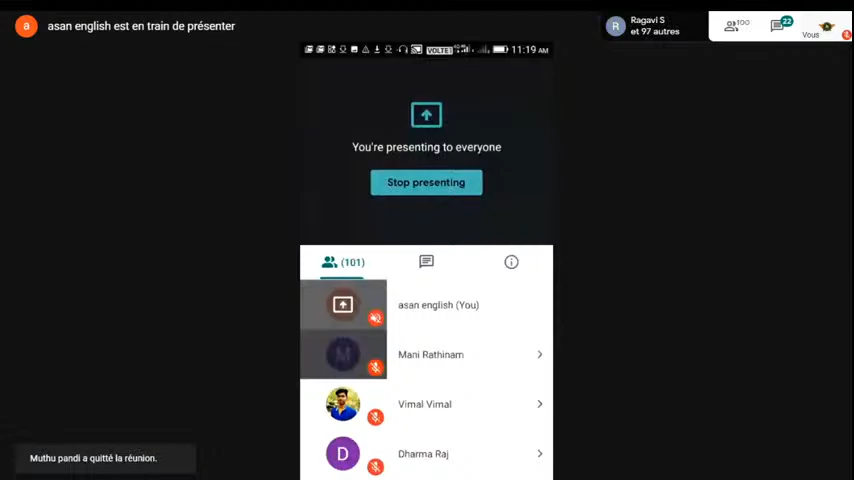 a
asan english est en train de présenter
R
Ragavi S
et 97 autres
100
22
Vous
VOLTE
11:19 AM
You're presenting to everyone
Stop presenting
(101)
asan english (You)
M
Mani Rathinam
Vimal Vimal
D
Dharma Raj
Muthu pandi a quitté la réunion.